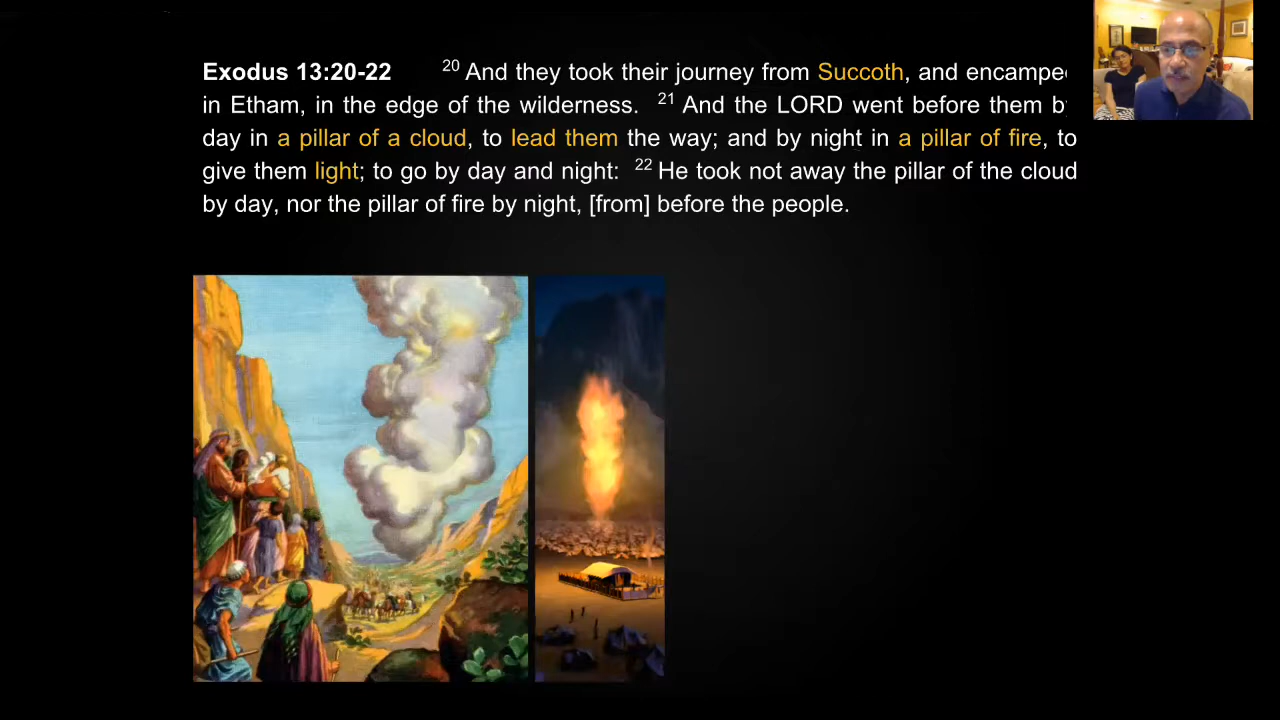 Exodus 13:20-22 20 And they took their journey from Succoth, and encampe
in Etham, in the edge of the wilderness. 21 And the LORD went before them b
day in a pillar of a cloud, to lead them the way; and by night in a pillar of fire, to
give them light; to go by day and night: 22 He took not away the pillar of the cloud
by day, nor the pillar of fire by night, [from] before the people.